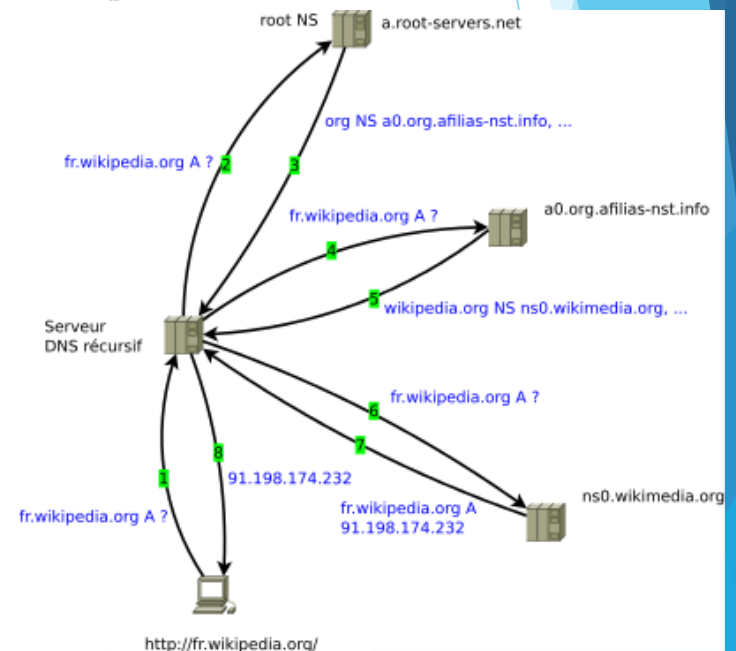 root NS
a.root-servers.net
org NS a0.org.afilias-nst.info, ...
fr.wikipedia.org A ?
2
3
a0.org.afilias-nst.info
fr.wikipedia.org A ?
4
5
wikipedia.org NS ns0.wikimedia.org, ...
Serveur
DNS récursif
fr.wikipedia.org A ?
6
7
8
1
91.198.174.232
ns0.wikimedia.org
fr.wikipedia.org A
91.198.174.232
fr.wikipedia.org A ?
http://fr.wikipedia.org/